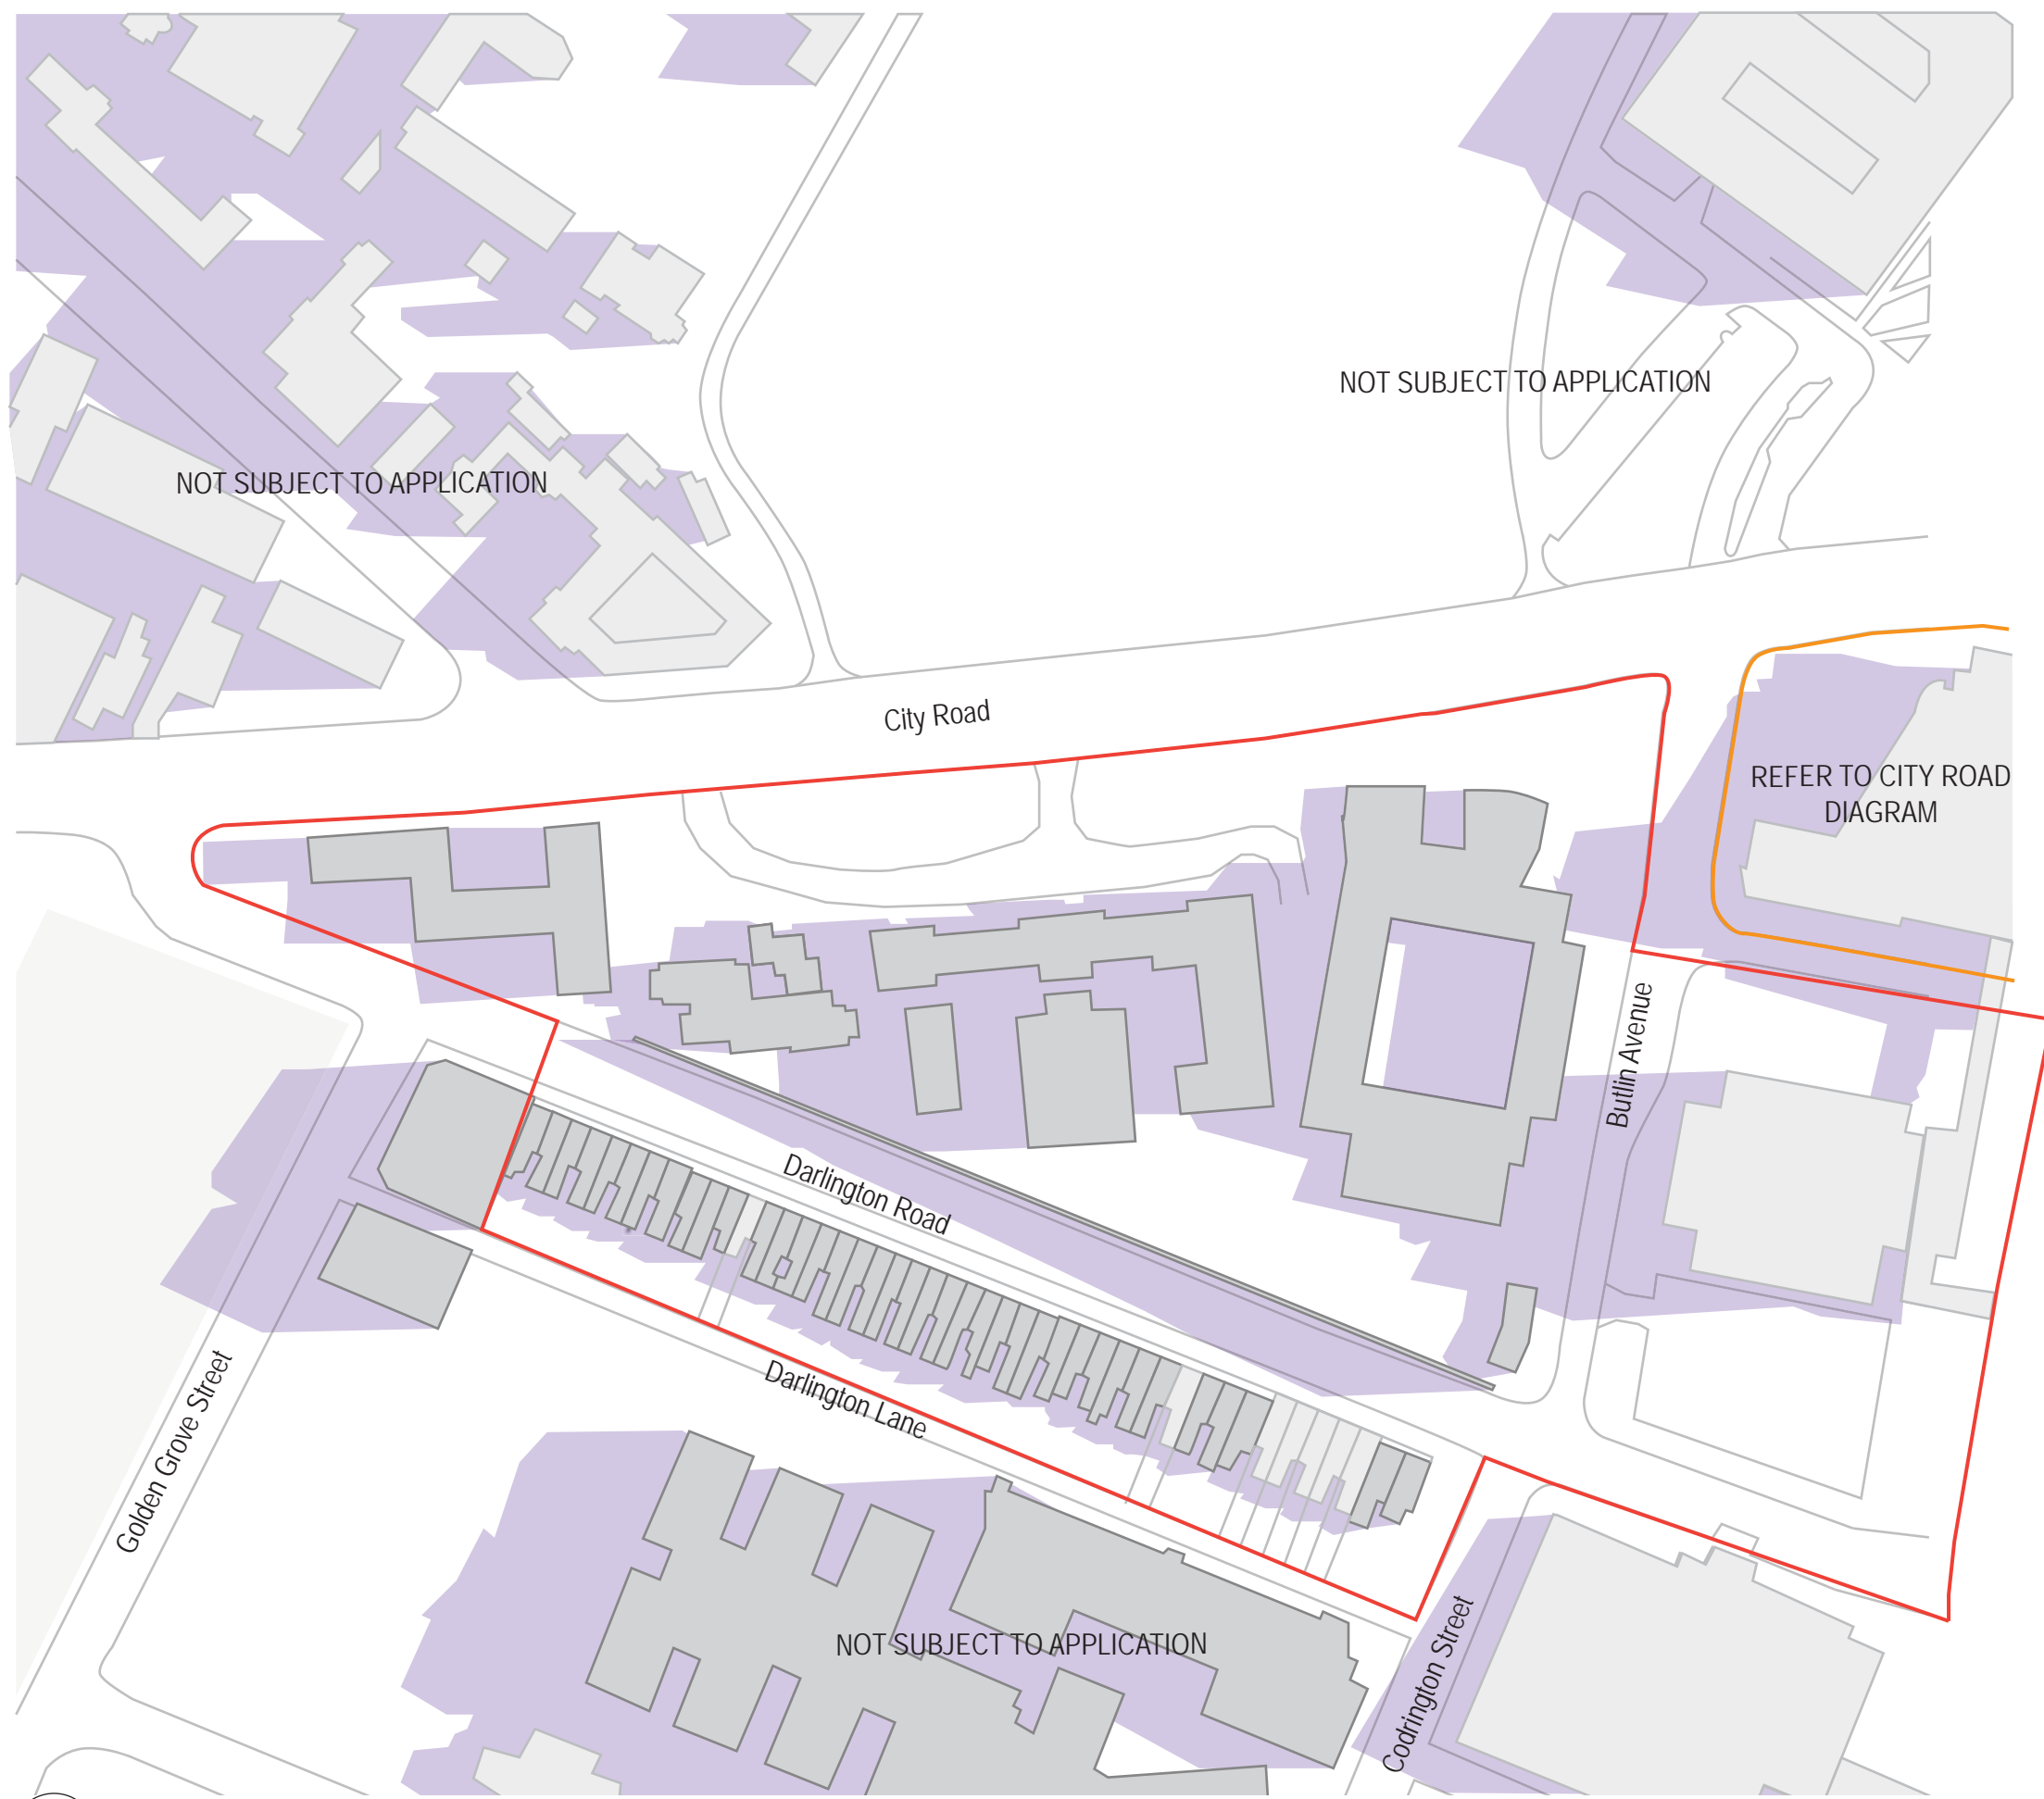 NOT SUBJECT TO APPLICATION
NOT SUBJECT TO APPLICATION
City Road
REFER TO CITY ROAD
DIAGRAM
Butlin Avenue
Darlington Road
Darlington Lane
Golden Grove Street
NOT SUBJECT TO APPLICATION
Codrington Street